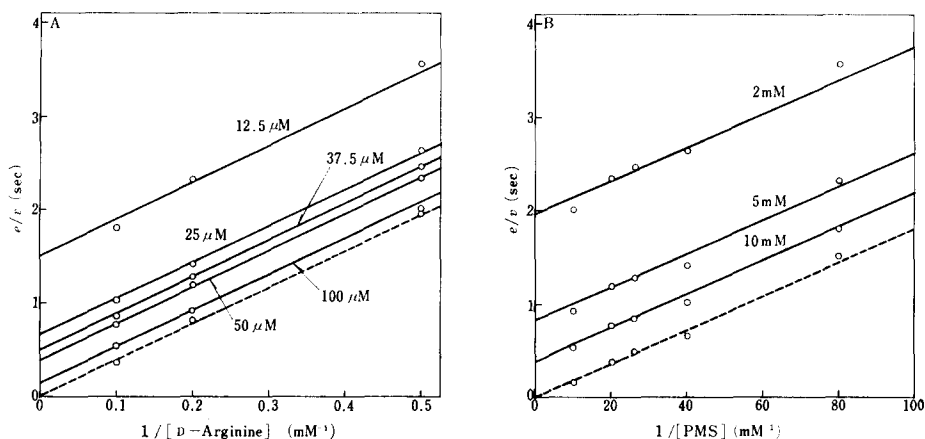 A
4
3
2
1
0
e/v (sec)
12.5 μM
37.5 μM
25 μM
50 μM
100 μM
0 0.1 0.2 0.3 0.4 0.5
1/[ D-Arginine] (mM⁻¹)
B
4
3
2
1
0
e/v (sec)
2 mM
5 mM
10 mM
0 20 40 60 80 100
1/[PMS] (mM⁻¹)